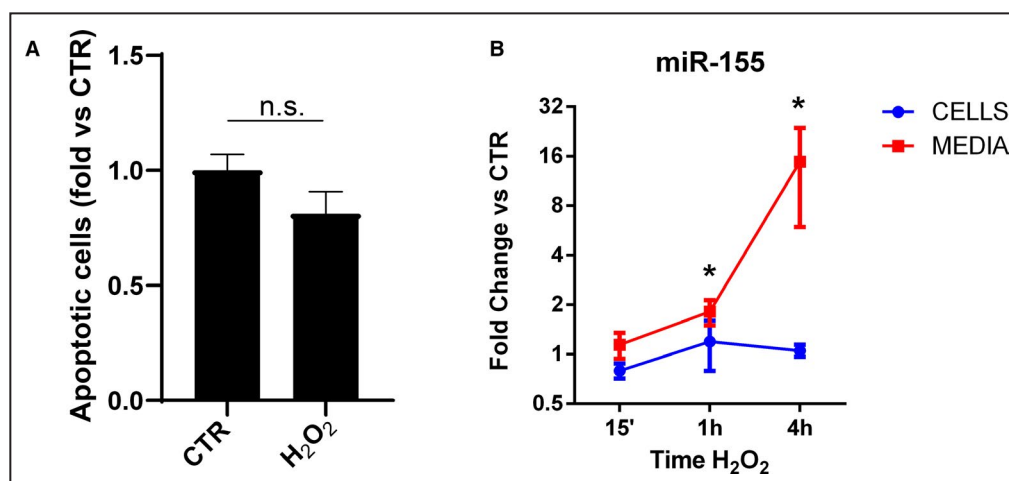 A
Apoptotic cells (fold vs CTR)
1.5
1.0
0.5
0.0
n.s.
CTR
H₂O₂
B
miR-155
Fold Change vs CTR
32
16
8
4
2
1
0.5
*
*
15'
1h
4h
Time H₂O₂
CELLS
MEDIA